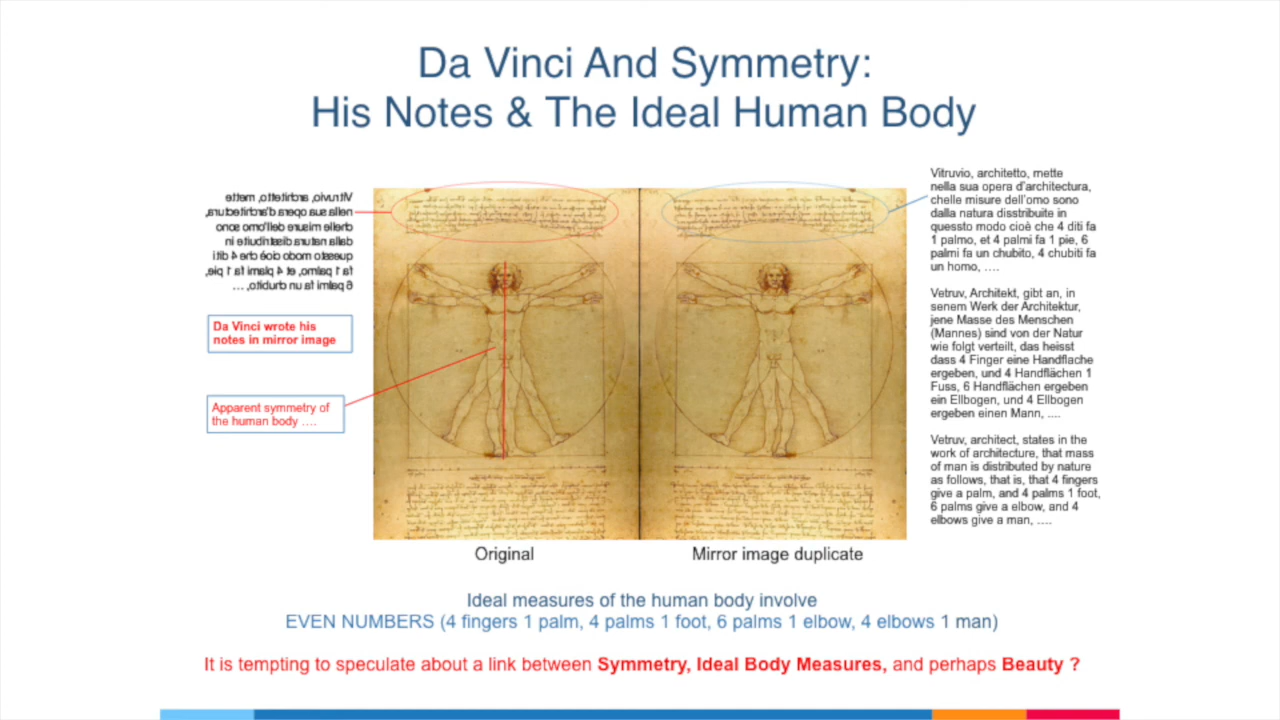 Da Vinci And Symmetry:
His Notes & The Ideal Human Body
Vitruvio, architetto, mette
nella sua opera d'architectura,
chelle misure dell'omo sono
dalla natura disstribuite in
quessto modo cioè che 4 diti
fa 1 palmo, et 4 plami fa 1 pie,
6 palmi fa un chubito, ...
Da Vinci wrote his
notes in mirror image
Apparent symmetry of
the human body ....
Original
Mirror image duplicate
Vitruvio, architetto, mette
nella sua opera d'architectura,
chelle misure dell'omo sono
dalla natura disstribuite in
quessto modo cioè che 4 diti fa
1 palmo, et 4 palmi fa 1 pie, 6
palmi fa un chubito, 4 chubiti fa
un homo, ....
Vetruv, Architekt, gibt an, in
senem Werk der Architektur,
jene Masse des Menschen
(Mannes) sind von der Natur
wie folgt verteilt, das heisst
dass 4 Finger eine Handflache
ergeben, und 4 Handflächen 1
Fuss, 6 Handflächen ergeben
ein Ellbogen, und 4 Ellbogen
ergeben einen Mann, ....
Vetruv, architect, states in the
work of architecture, that mass
of man is distributed by nature
as follows, that is, that 4 fingers
give a palm, and 4 palms 1 foot,
6 palms give a elbow, and 4
elbows give a man, ....
Ideal measures of the human body involve
EVEN NUMBERS (4 fingers 1 palm, 4 palms 1 foot, 6 palms 1 elbow, 4 elbows 1 man)
It is tempting to speculate about a link between Symmetry, Ideal Body Measures, and perhaps Beauty ?